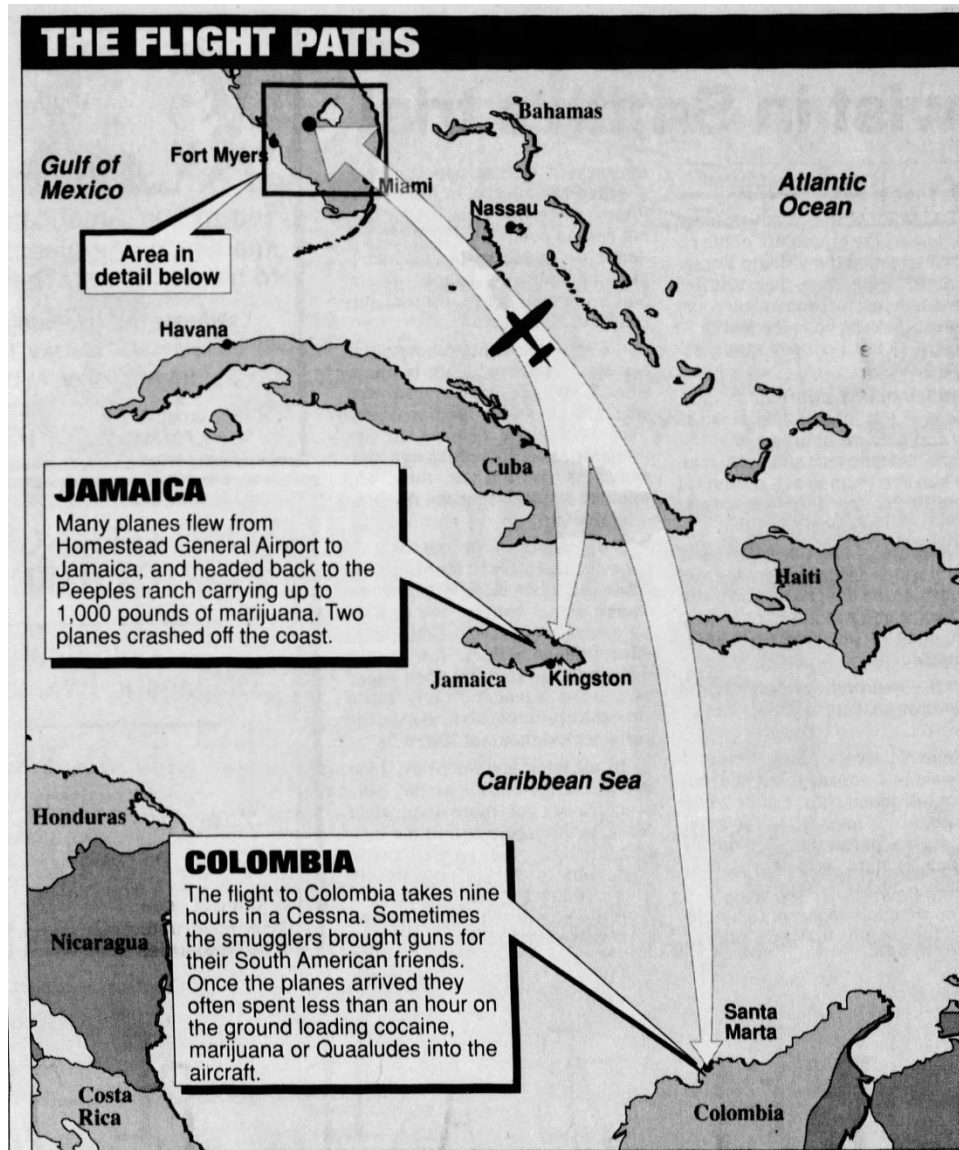 THE FLIGHT PATHS
Bahamas
Fort Myers
Gulf of
Mexico
Miami
Atlantic
Ocean
Nassau
Area in
detail below
Havana
Cuba
JAMAICA
Many planes flew from
Homestead General Airport to
Jamaica, and headed back to the
Peeples ranch carrying up to
1,000 pounds of marijuana. Two
planes crashed off the coast.
Haiti
Jamaica
Kingston
Caribbean Sea
Honduras
COLOMBIA
The flight to Colombia takes nine
hours in a Cessna. Sometimes
the smugglers brought guns for
their South American friends.
Once the planes arrived they
often spent less than an hour on
the ground loading cocaine,
marijuana or Quaaludes into the
aircraft.
Nicaragua
Santa
Marta
Costa
Rica
Colombia